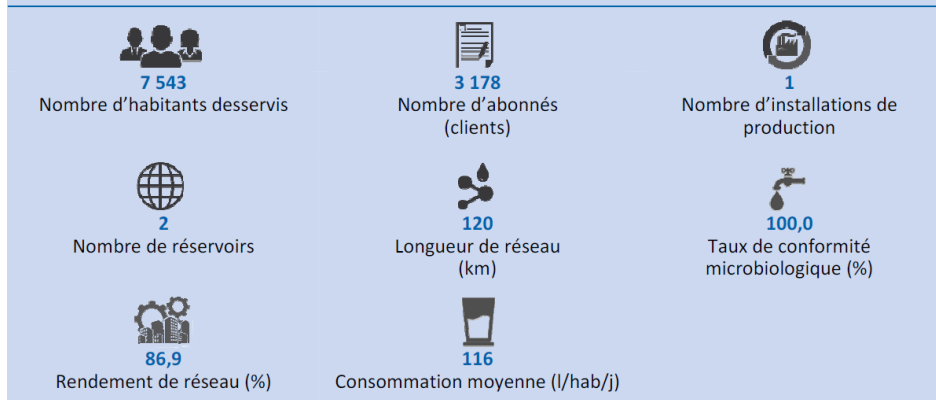 7 543
Nombre d’habitants desservis
3 178
Nombre d’abonnés
(clients)
1
Nombre d’installations de
production
2
Nombre de réservoirs
120
Longueur de réseau
(km)
100,0
Taux de conformité
microbiologique (%)
86,9
Rendement de réseau (%)
116
Consommation moyenne (l/hab/j)